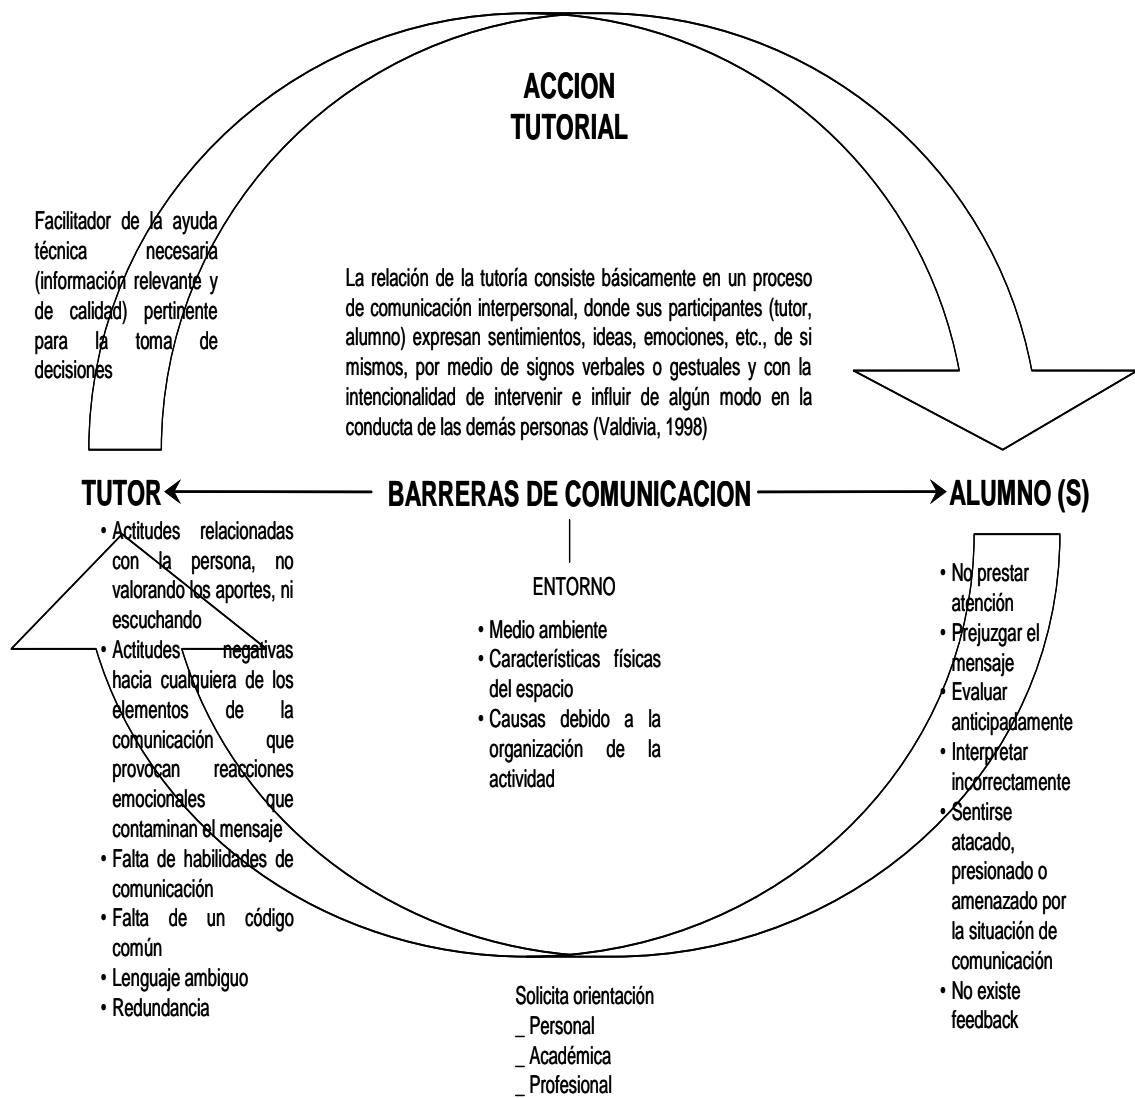 ACCION
TUTORIAL
Facilitador de la ayuda
técnica necesaria
(información relevante y
de calidad) pertinente
para la toma de
decisiones
La relación de la tutoría consiste básicamente en un proceso
de comunicación interpersonal, donde sus participantes (tutor,
alumno) expresan sentimientos, ideas, emociones, etc., de si
mismos, por medio de signos verbales o gestuales y con la
intencionalidad de intervenir e influir de algún modo en la
conducta de las demás personas (Valdivia, 1998)
TUTOR
BARRERAS DE COMUNICACION
ALUMNO (S)
• Actitudes relacionadas
con la persona, no
valorando los aportes, ni
escuchando
• Actitudes negativas
hacia cualquiera de los
elementos de la
comunicación que
provocan reacciones
emocionales que
contaminan el mensaje
• Falta de habilidades de
comunicación
• Falta de un código
común
• Lenguaje ambiguo
• Redundancia
ENTORNO
• Medio ambiente
• Características físicas
del espacio
• Causas debido a la
organización de la
actividad
• No prestar
atención
• Prejuzgar el
mensaje
• Evaluar
anticipadamente
• Interpretar
incorrectamente
• Sentirse
atacado,
presionado o
amenazado por
la situación de
comunicación
• No existe
feedback
Solicita orientación
_ Personal
_ Académica
_ Profesional